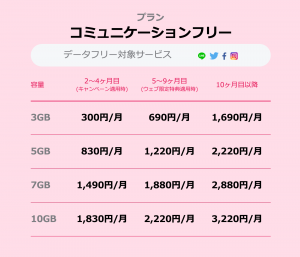 プラン
コミュニケーションフリー
データフリー対象サービス
容量 2〜4ヶ月目 (キャンペーン適用時) 5〜9ヶ月目 (ウェブ限定特典適用時) 10ヶ月目以降
3GB 300円/月 690円/月 1,690円/月
5GB 830円/月 1,220円/月 2,220円/月
7GB 1,490円/月 1,880円/月 2,880円/月
10GB 1,830円/月 2,220円/月 3,220円/月